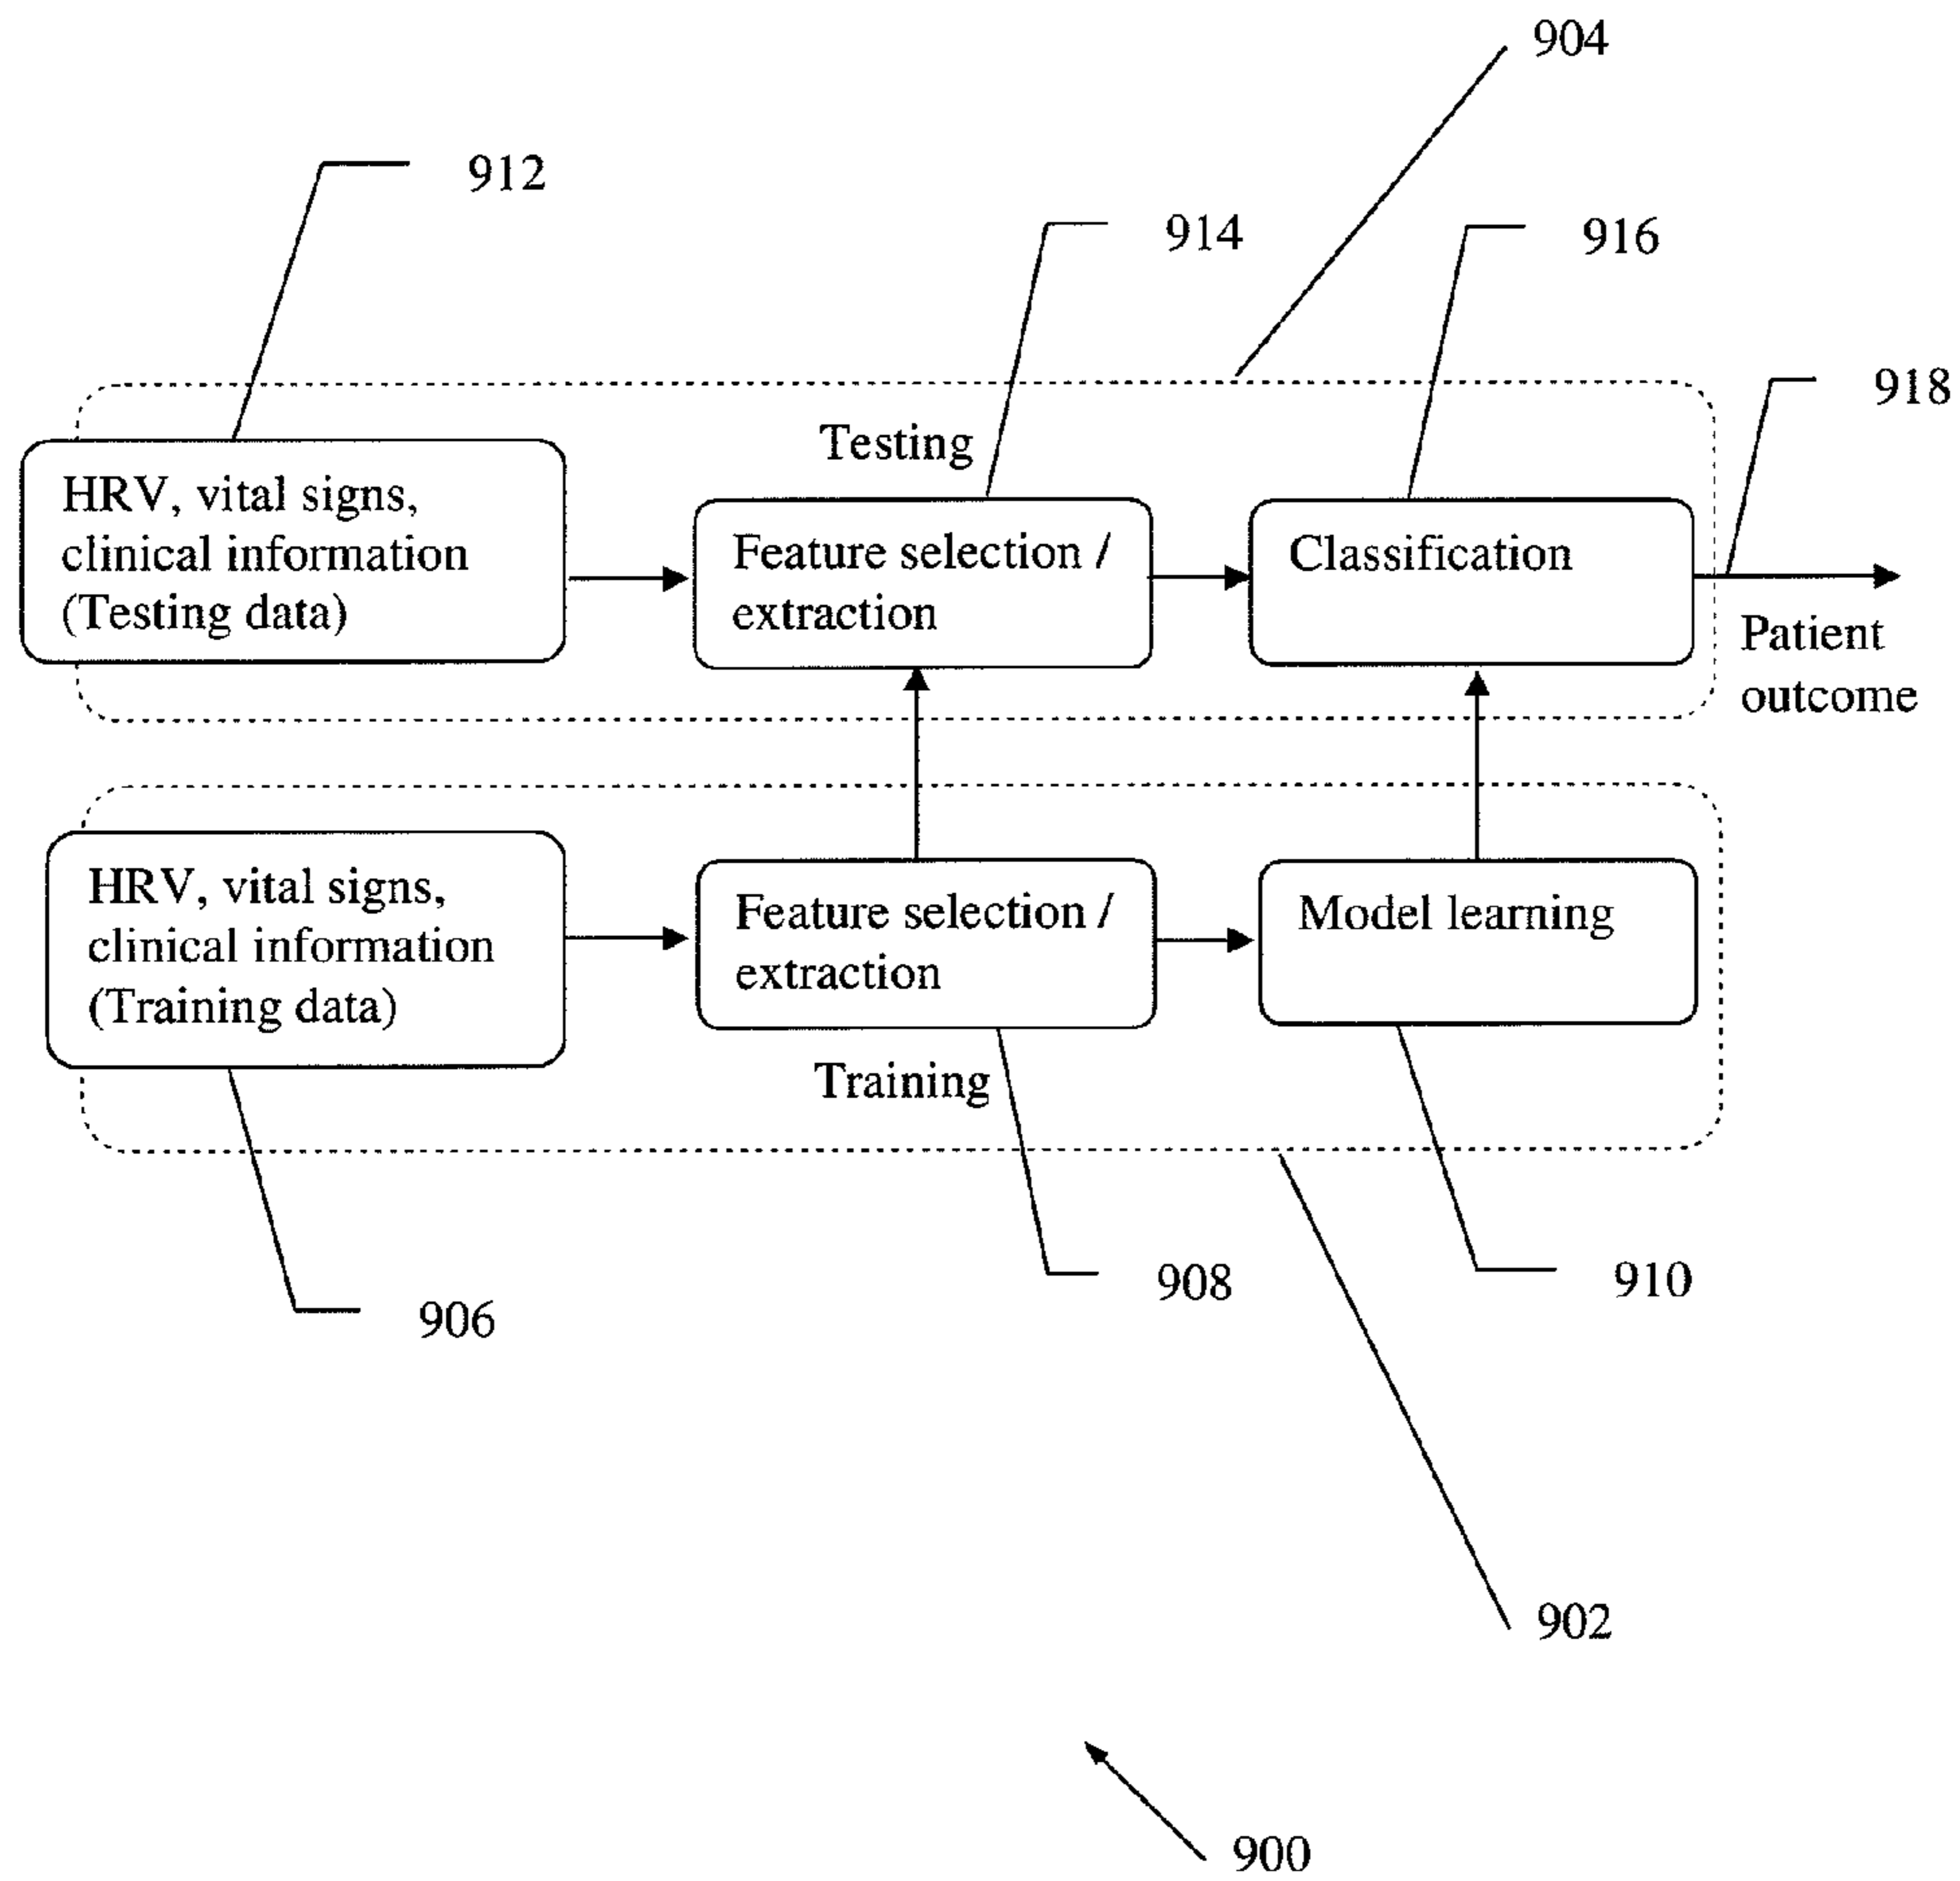 904
912
914
916
918
Testing
HRV, vital signs,
clinical information
(Testing data)
Feature selection /
extraction
Classification
Patient
outcome
HRV, vital signs,
clinical information
(Training data)
Feature selection /
extraction
Model learning
Training
906
908
910
902
900